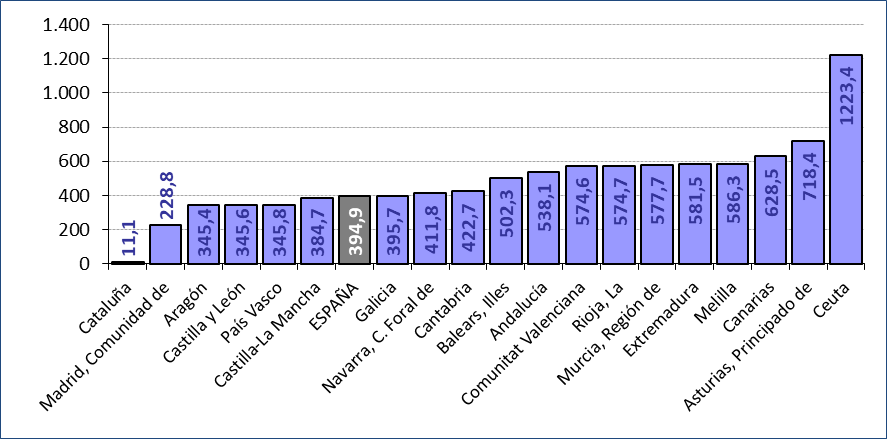 1.400
1.200
1.000
800
600
400
200
0
11,1
228,8
345,4
345,6
345,8
384,7
394,9
395,7
411,8
422,7
502,3
538,1
574,6
574,7
577,7
581,5
586,3
628,5
718,4
1223,4
Cataluña
Madrid, Comunidad de
Aragón
Castilla y León
País Vasco
Castilla-La Mancha
ESPAÑA
Galicia
Navarra, C. Foral de
Cantabria
Balears, Illes
Andalucía
Comunitat Valenciana
Rioja, La
Murcia, Región de
Extremadura
Melilla
Canarias
Asturias, Principado de
Ceuta